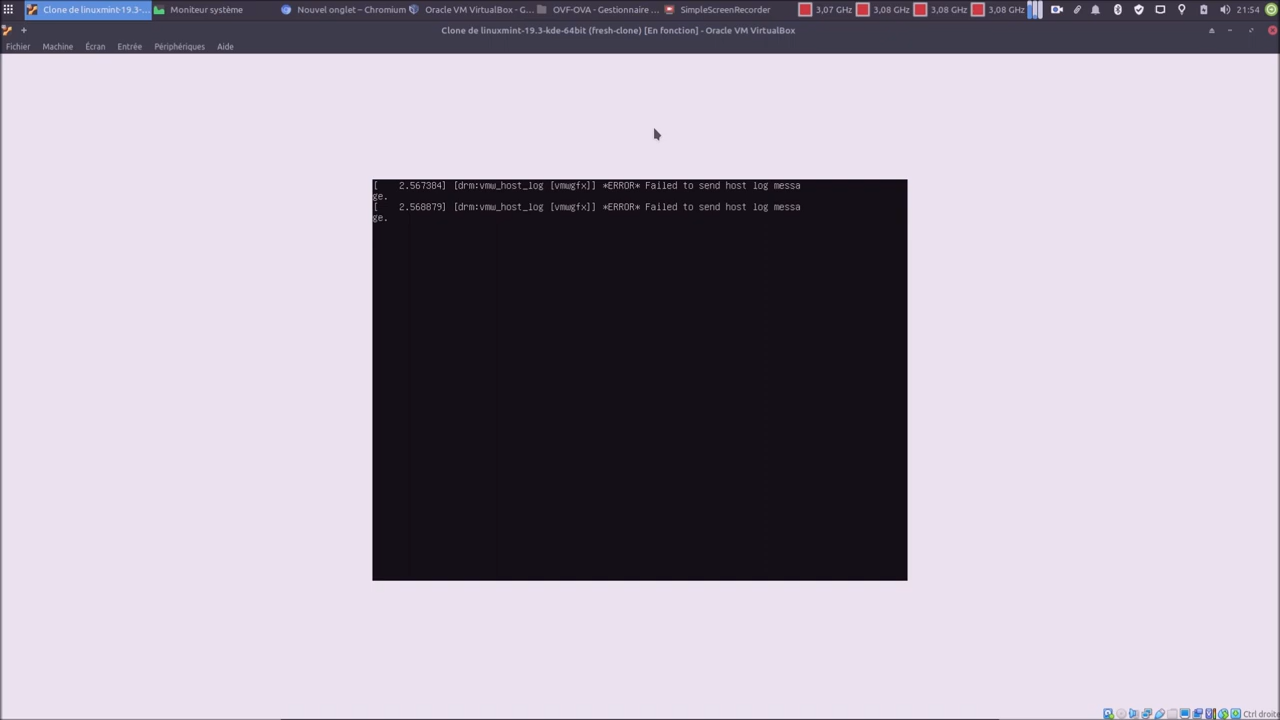 Clone de linuxmint-19.3-... Moniteur système Nouvel onglet – Chromium Oracle VM VirtualBox - G... OVF-OVA - Gestionnaire ... SimpleScreenRecorder 3,07 GHz 3,08 GHz 3,08 GHz 3,08 GHz 21:54
Clone de linuxmint-19.3-kde-64bit (fresh-clone) [En fonction] - Oracle VM VirtualBox
Fichier Machine Écran Entrée Périphériques Aide
[    2.567384] [drm:vmw_host_log [vmwgfx]] *ERROR* Failed to send host log messa
ge.
[    2.568879] [drm:vmw_host_log [vmwgfx]] *ERROR* Failed to send host log messa
ge.
Ctrl droite